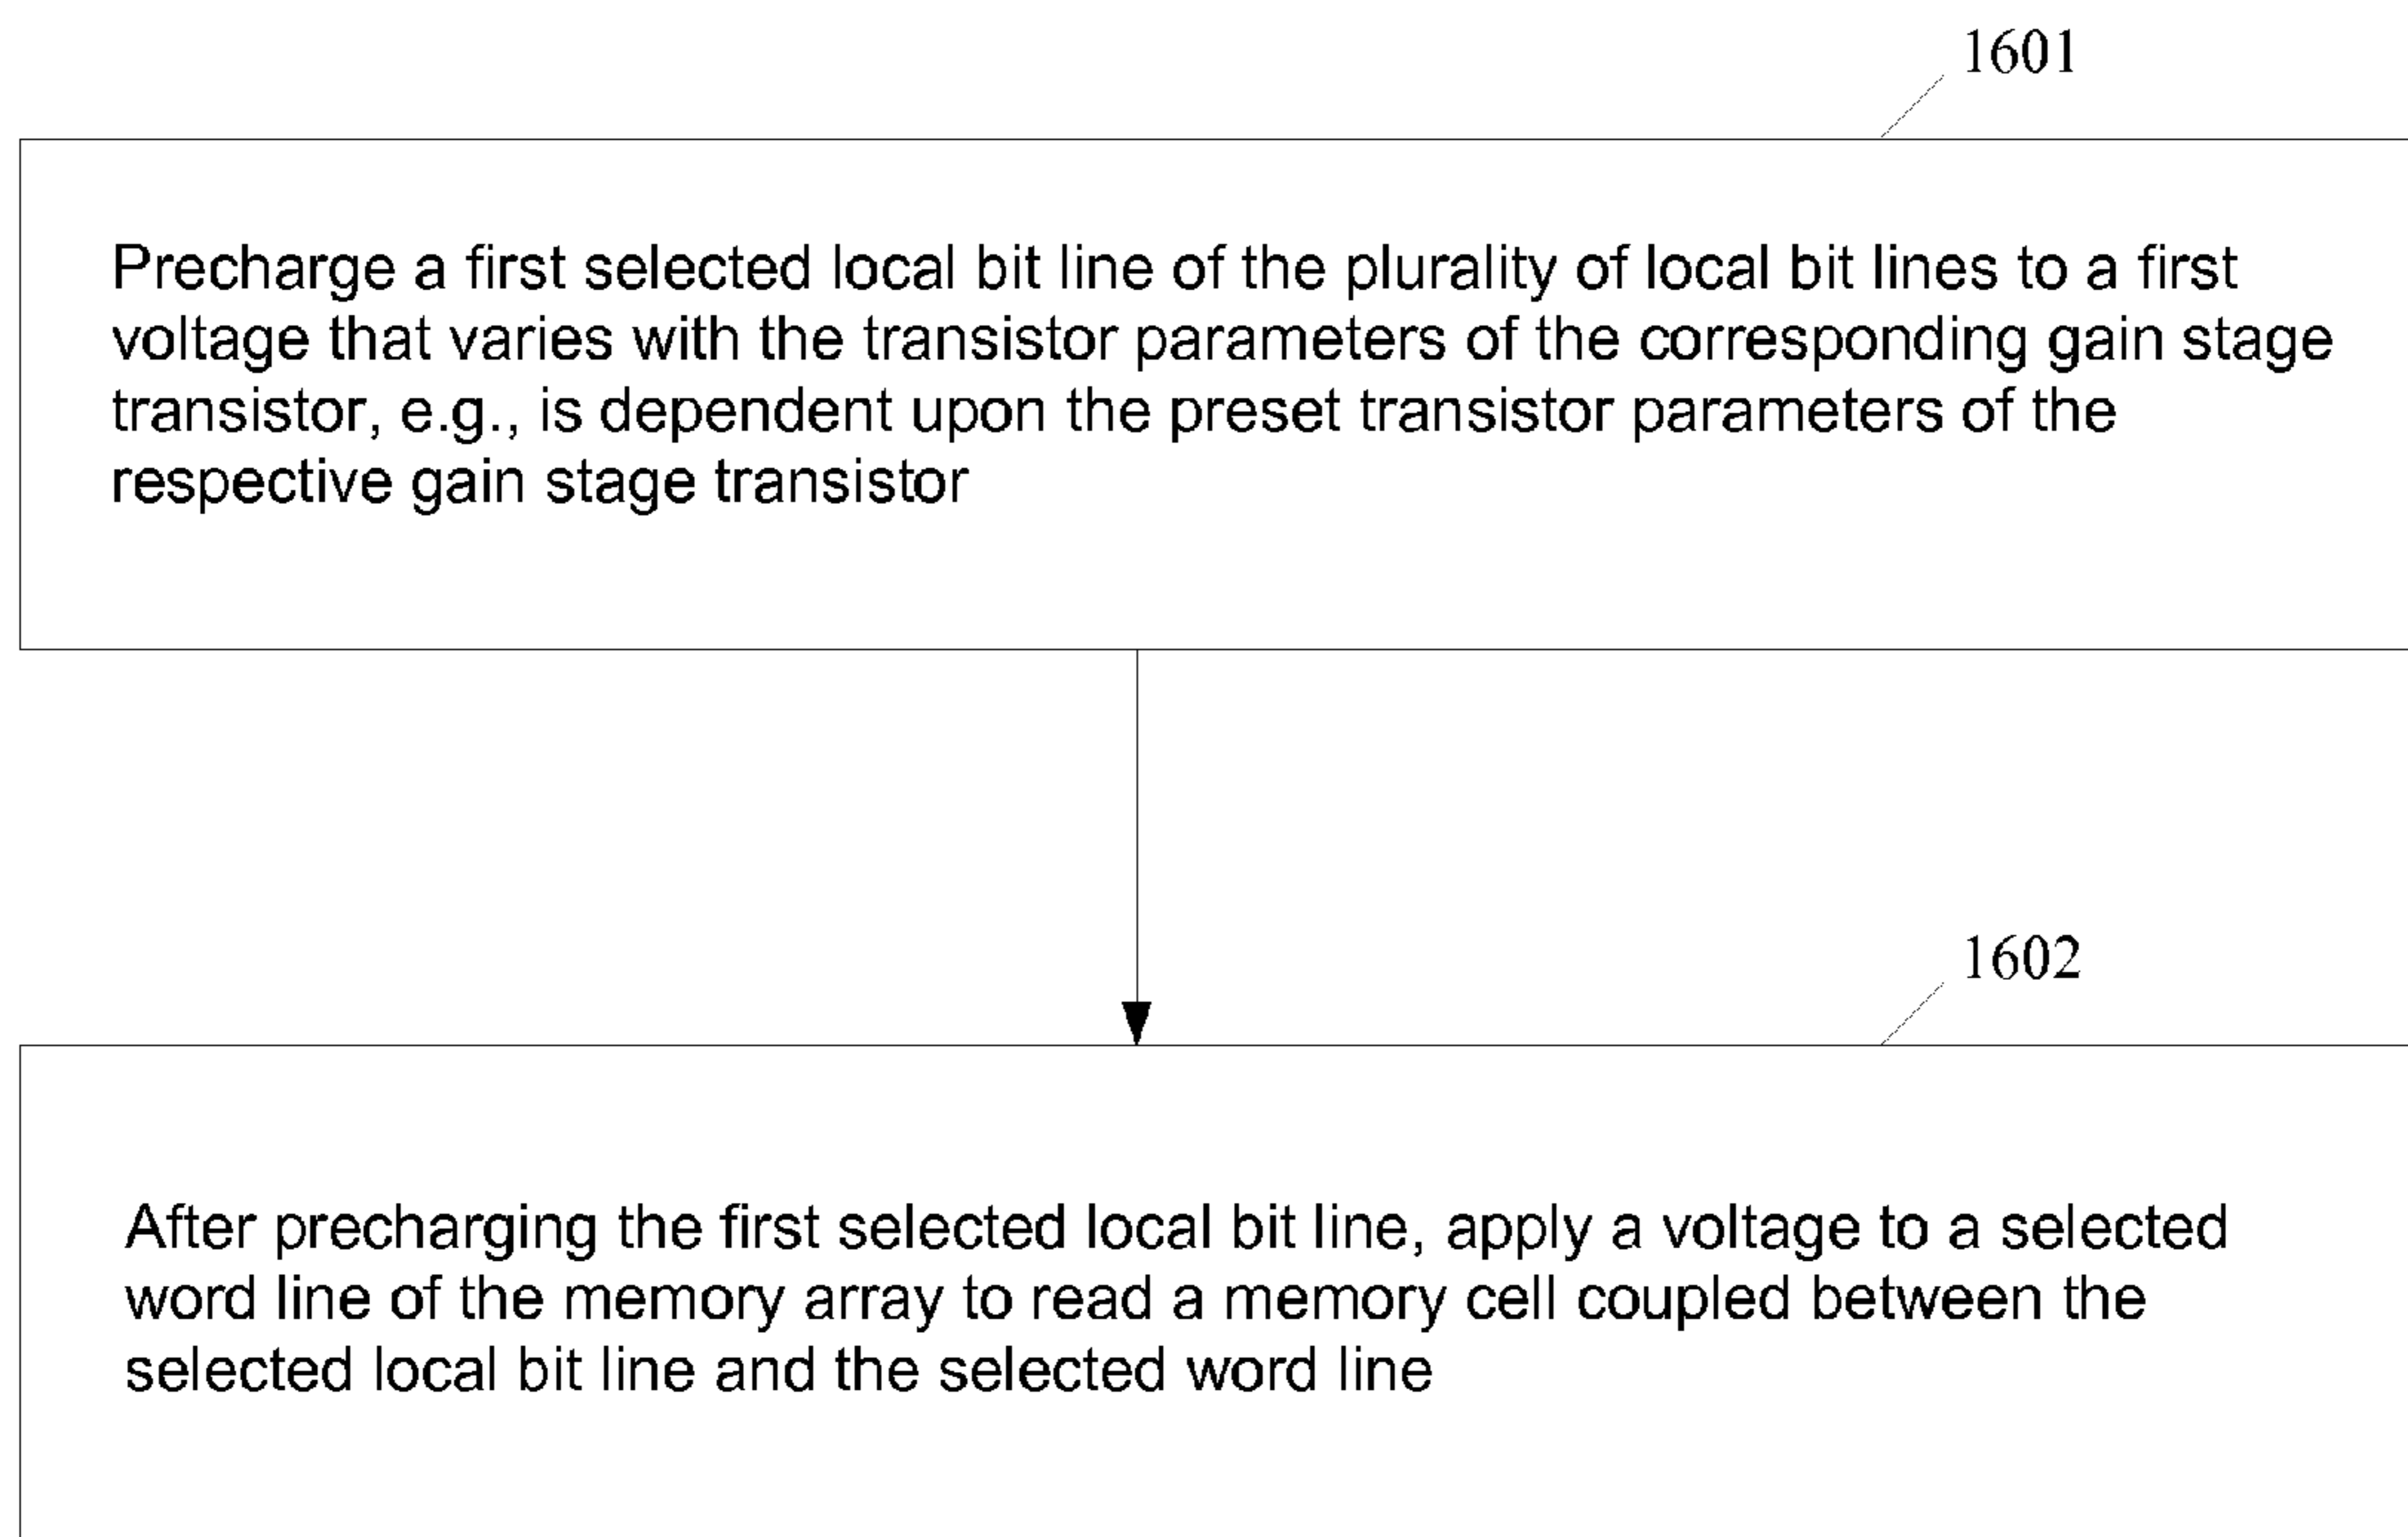 1601
Precharge a first selected local bit line of the plurality of local bit lines to a first
voltage that varies with the transistor parameters of the corresponding gain stage
transistor, e.g., is dependent upon the preset transistor parameters of the
respective gain stage transistor
1602
After precharging the first selected local bit line, apply a voltage to a selected
word line of the memory array to read a memory cell coupled between the
selected local bit line and the selected word line